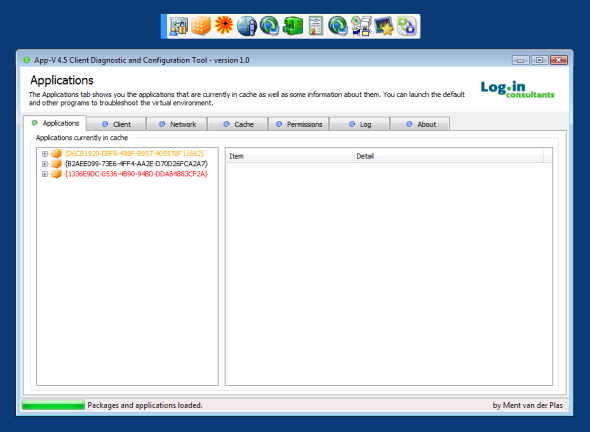 App-V 4.5 Client Diagnostic and Configuration Tool - version 1.0
Applications
The Applications tab shows you the applications that are currently in cache as well as some information about them. You can launch the default
and other programs to troubleshoot the virtual environment.
Log-in
consultants
Applications Client Network Cache Permissions Log About
Applications currently in cache
{D6CB1920-EBF8-498F-8957-405578F11662}
{B2AEE099-73E6-4FF4-AA2E-D70D26FCA2A7}
{1336E9DC-0536-4B90-94BD-DDA84883CF2A}
Item Detail
Packages and applications loaded.
by Ment van der Plas